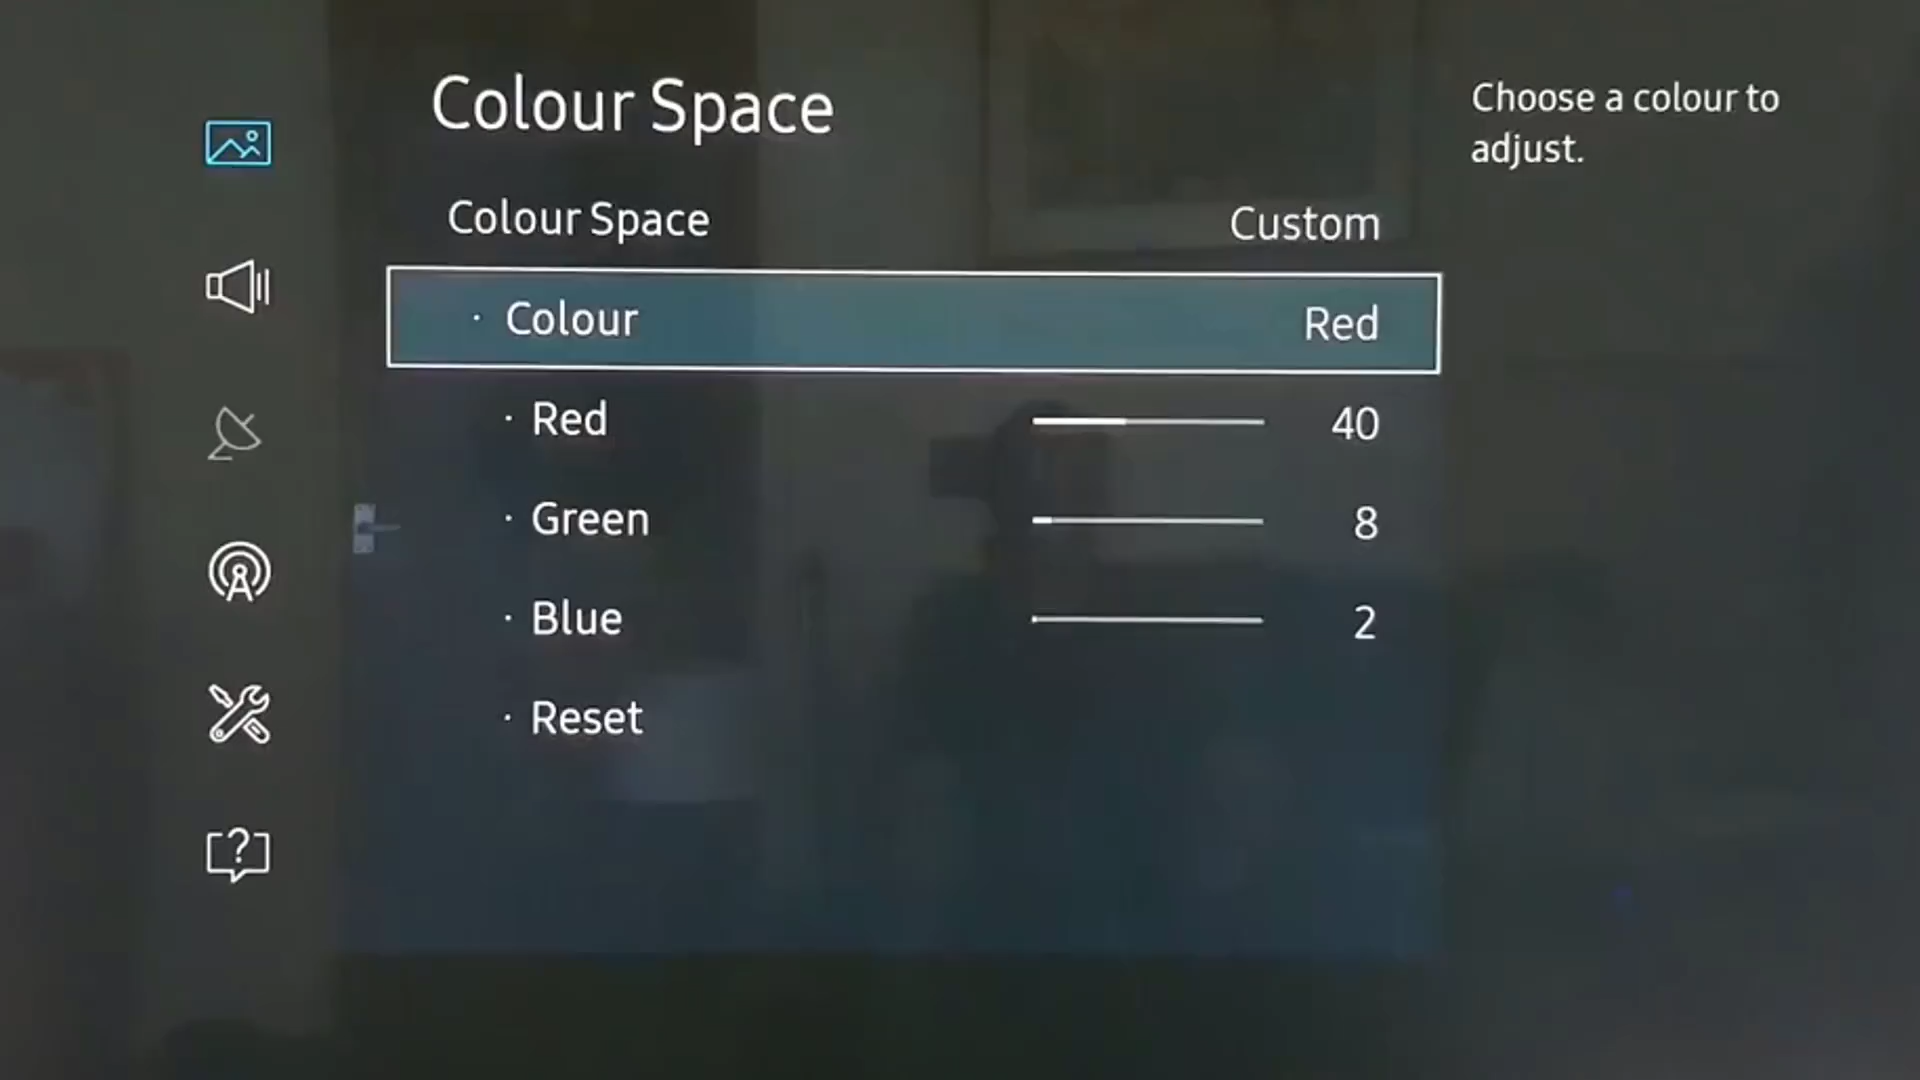 Colour Space
Choose a colour to
adjust.
Colour Space Custom
· Colour Red
· Red 40
· Green 8
· Blue 2
· Reset